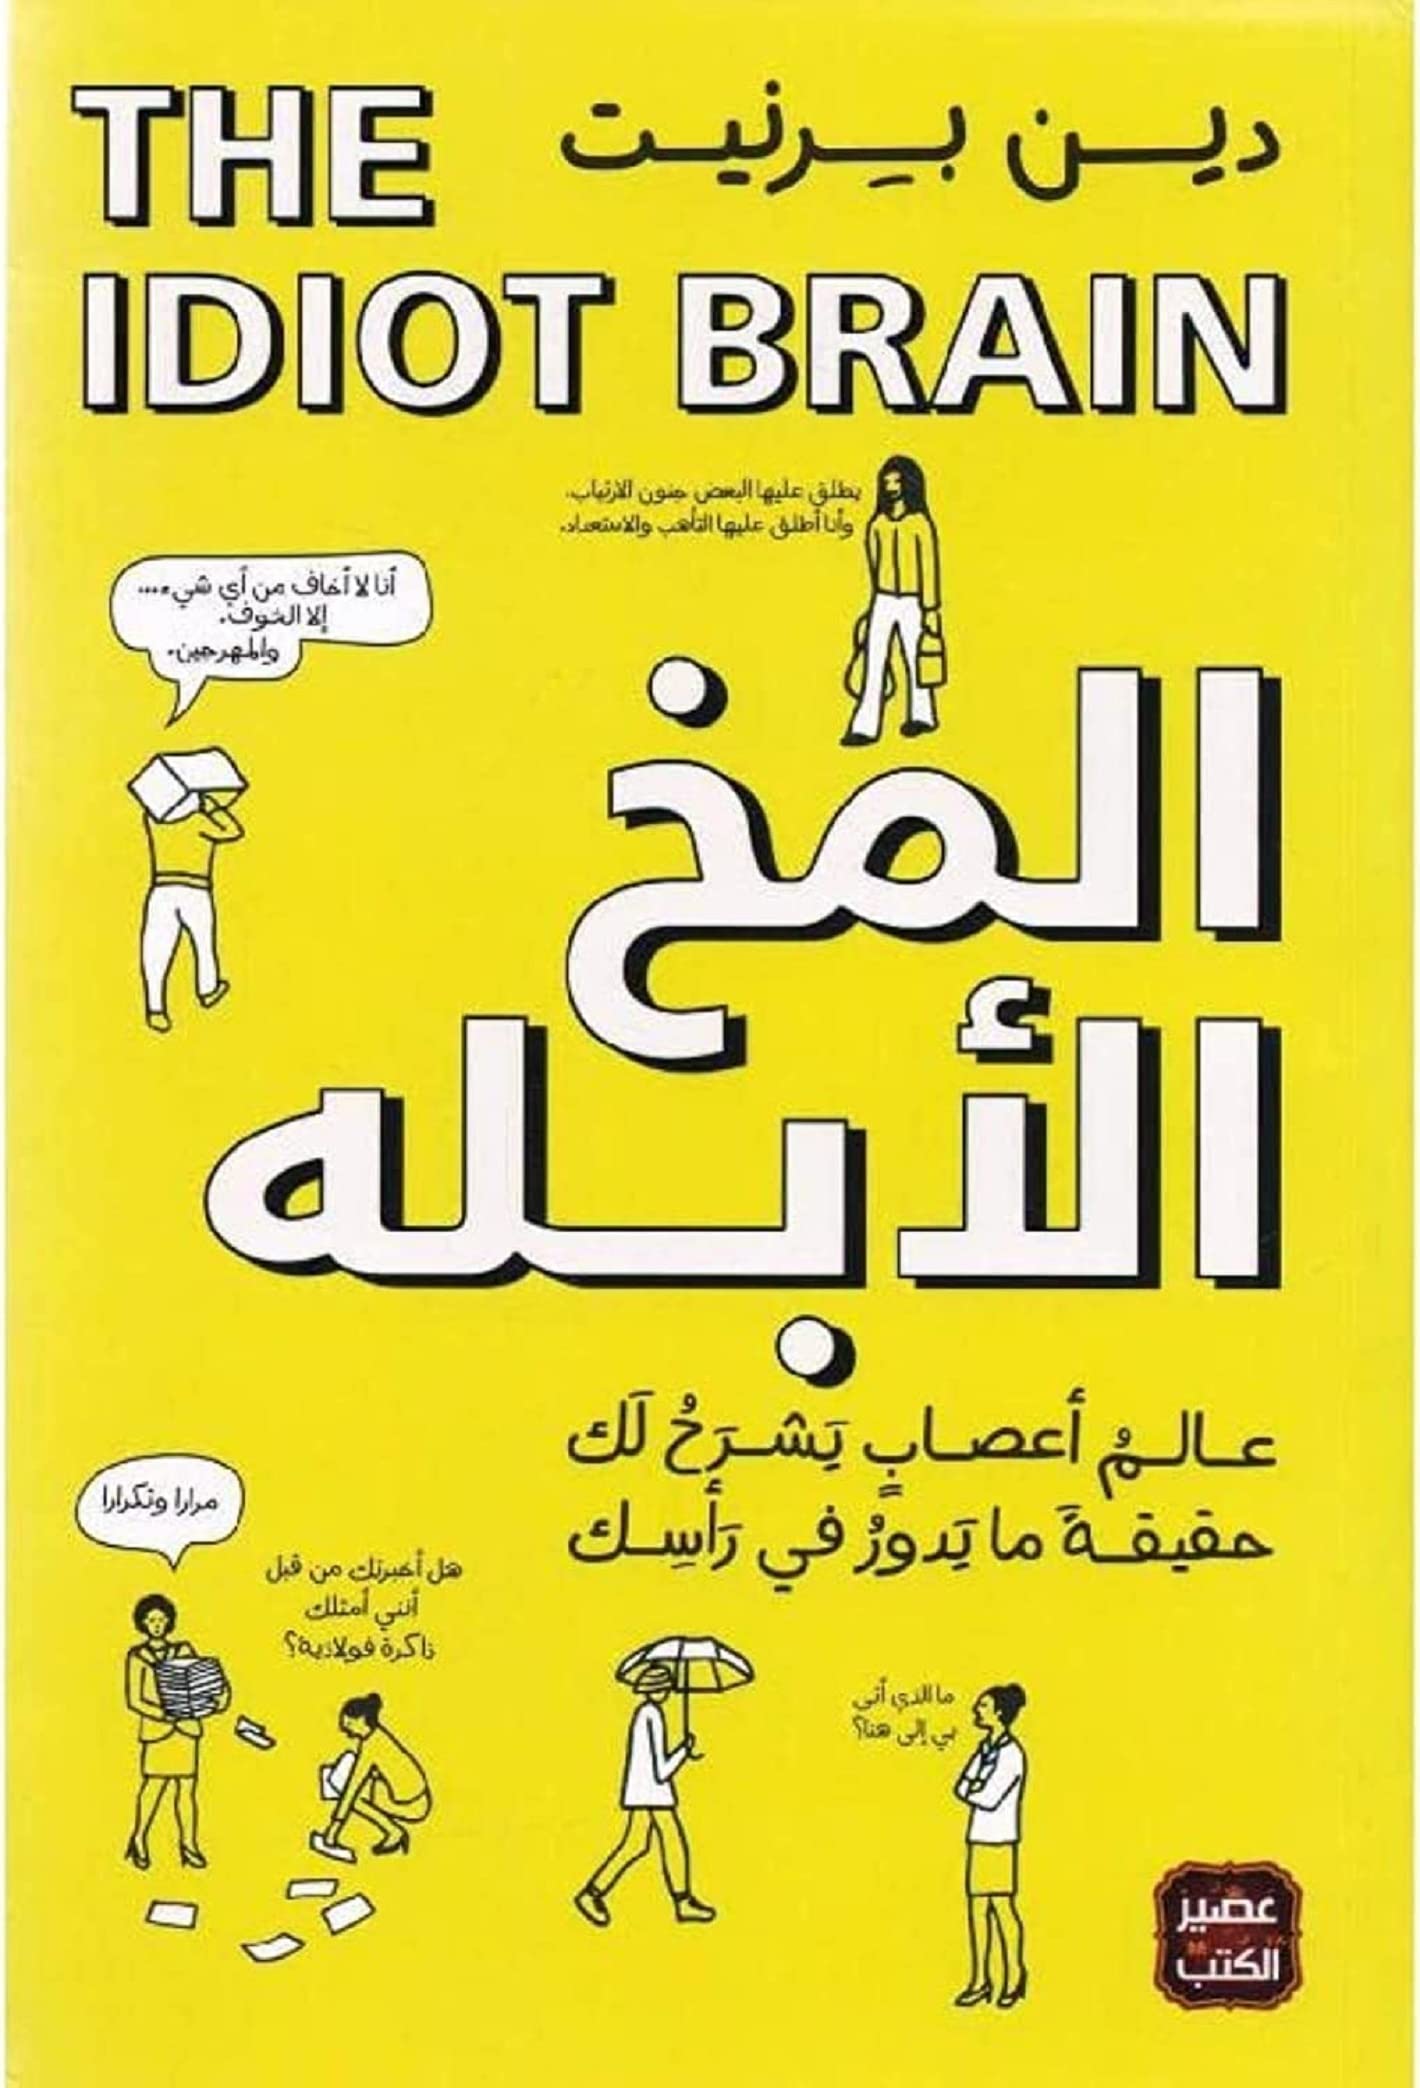 THE
دين بِرنيت
IDIOT BRAIN
يطلق عليها البعض جنون الارتياب،
وأنا أطلق عليها التأهب والاستعداد.
أنا لا أخاف من أي شيء...
إلا الخوف.
والمهرجين.
المخ
الأبله
عالمُ أعصابٍ يَشرَحُ لَك
حقيقةَ ما يَدورُ في رَأسِك
مرارا وتكرارا
هل أخبرتك من قبل
أنني أمتلك
ذاكرة فولاذية؟
ما الذي أتى
بي إلى هنا؟
عصير
الكتب